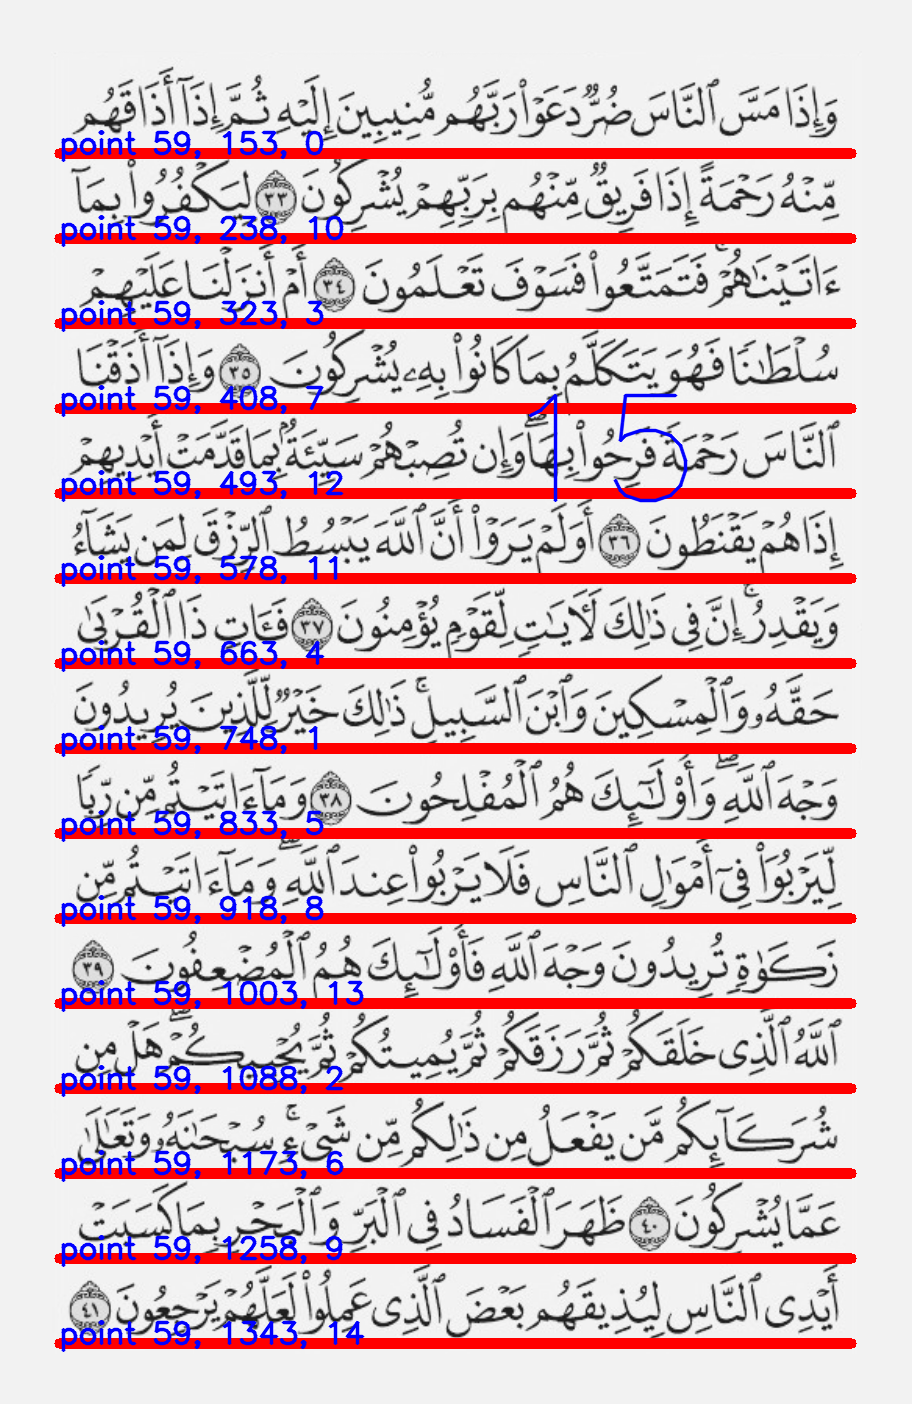 وَإِذَا مَسَّ ٱلنَّاسَ ضُرٌّ دَعَوْا۟ رَبَّهُم مُّنِيبِينَ إِلَيْهِ ثُمَّ إِذَآ أَذَاقَهُم
point 59, 153, 0
مِّنْهُ رَحْمَةً إِذَا فَرِيقٌ مِّنْهُم بِرَبِّهِمْ يُشْرِكُونَ ٣٣ لِيَكْفُرُوا۟ بِمَآ
point 59, 238, 10
ءَاتَيْنَٰهُمْ ۚ فَتَمَتَّعُوا۟ فَسَوْفَ تَعْلَمُونَ ٣٤ أَمْ أَنزَلْنَا عَلَيْهِمْ
point 59, 323, 3
سُلْطَٰنًا فَهُوَ يَتَكَلَّمُ بِمَا كَانُوا۟ بِهِۦ يُشْرِكُونَ ٣٥ وَإِذَآ أَذَقْنَا
point 59, 408, 7
15
ٱلنَّاسَ رَحْمَةً فَرِحُوا۟ بِهَا ۖ وَإِن تُصِبْهُمْ سَيِّئَةٌۢ بِمَا قَدَّمَتْ أَيْدِيهِمْ
point 59, 493, 12
إِذَا هُمْ يَقْنَطُونَ ٣٦ أَوَلَمْ يَرَوْا۟ أَنَّ ٱللَّهَ يَبْسُطُ ٱلرِّزْقَ لِمَن يَشَآءُ
point 59, 578, 11
وَيَقْدِرُ ۚ إِنَّ فِى ذَٰلِكَ لَءَايَٰتٍ لِّقَوْمٍ يُؤْمِنُونَ ٣٧ فَـَٔاتِ ذَا ٱلْقُرْبَىٰ
point 59, 663, 4
حَقَّهُۥ وَٱلْمِسْكِينَ وَٱبْنَ ٱلسَّبِيلِ ۚ ذَٰلِكَ خَيْرٌ لِّلَّذِينَ يُرِيدُونَ
point 59, 748, 1
وَجْهَ ٱللَّهِ ۖ وَأُو۟لَٰٓئِكَ هُمُ ٱلْمُفْلِحُونَ ٣٨ وَمَآ ءَاتَيْتُم مِّن رِّبًا
point 59, 833, 5
لِّيَرْبُوَا۟ فِىٓ أَمْوَٰلِ ٱلنَّاسِ فَلَا يَرْبُوا۟ عِندَ ٱللَّهِ ۖ وَمَآ ءَاتَيْتُم مِّن
point 59, 918, 8
زَكَوٰةٍ تُرِيدُونَ وَجْهَ ٱللَّهِ فَأُو۟لَٰٓئِكَ هُمُ ٱلْمُضْعِفُونَ ٣٩
point 59, 1003, 13
ٱللَّهُ ٱلَّذِى خَلَقَكُمْ ثُمَّ رَزَقَكُمْ ثُمَّ يُمِيتُكُمْ ثُمَّ يُحْيِيكُمْ ۖ هَلْ مِن
point 59, 1088, 2
شُرَكَآئِكُم مَّن يَفْعَلُ مِن ذَٰلِكُم مِّن شَىْءٍ ۚ سُبْحَٰنَهُۥ وَتَعَٰلَىٰ
point 59, 1173, 6
عَمَّا يُشْرِكُونَ ٤٠ ظَهَرَ ٱلْفَسَادُ فِى ٱلْبَرِّ وَٱلْبَحْرِ بِمَا كَسَبَتْ
point 59, 1258, 9
أَيْدِى ٱلنَّاسِ لِيُذِيقَهُم بَعْضَ ٱلَّذِى عَمِلُوا۟ لَعَلَّهُمْ يَرْجِعُونَ ٤١
point 59, 1343, 14